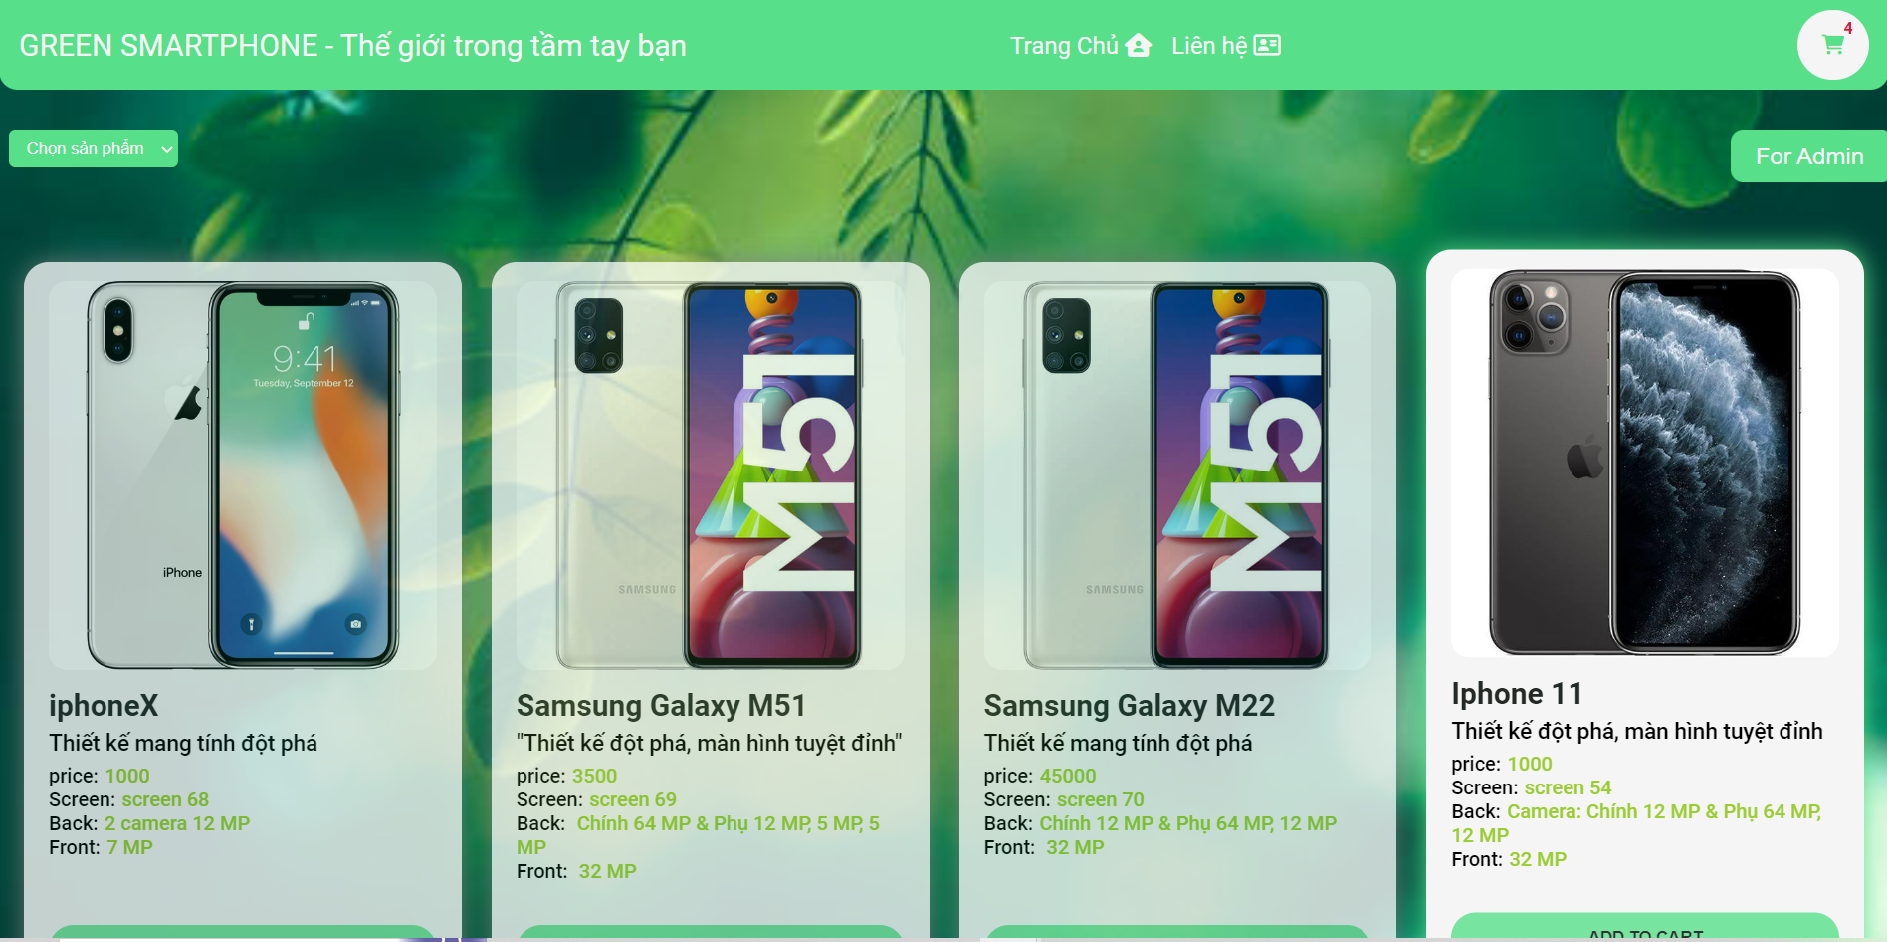 GREEN SMARTPHONE - Thế giới trong tầm tay bạn
Trang Chủ
Liên hệ
4
Chọn sản phẩm
For Admin
9:41
Tuesday, September 12
iPhone
iphoneX
Thiết kế mang tính đột phá
price: 1000
Screen: screen 68
Back: 2 camera 12 MP
Front: 7 MP
M51
SAMSUNG
Samsung Galaxy M51
"Thiết kế đột phá, màn hình tuyệt đỉnh"
price: 3500
Screen: screen 69
Back: Chính 64 MP & Phụ 12 MP, 5 MP, 5
MP
Front: 32 MP
M51
SAMSUNG
Samsung Galaxy M22
Thiết kế mang tính đột phá
price: 45000
Screen: screen 70
Back: Chính 12 MP & Phụ 64 MP, 12 MP
Front: 32 MP
Iphone 11
Thiết kế đột phá, màn hình tuyệt đỉnh
price: 1000
Screen: screen 54
Back: Camera: Chính 12 MP & Phụ 64 MP,
12 MP
Front: 32 MP
ADD TO CART